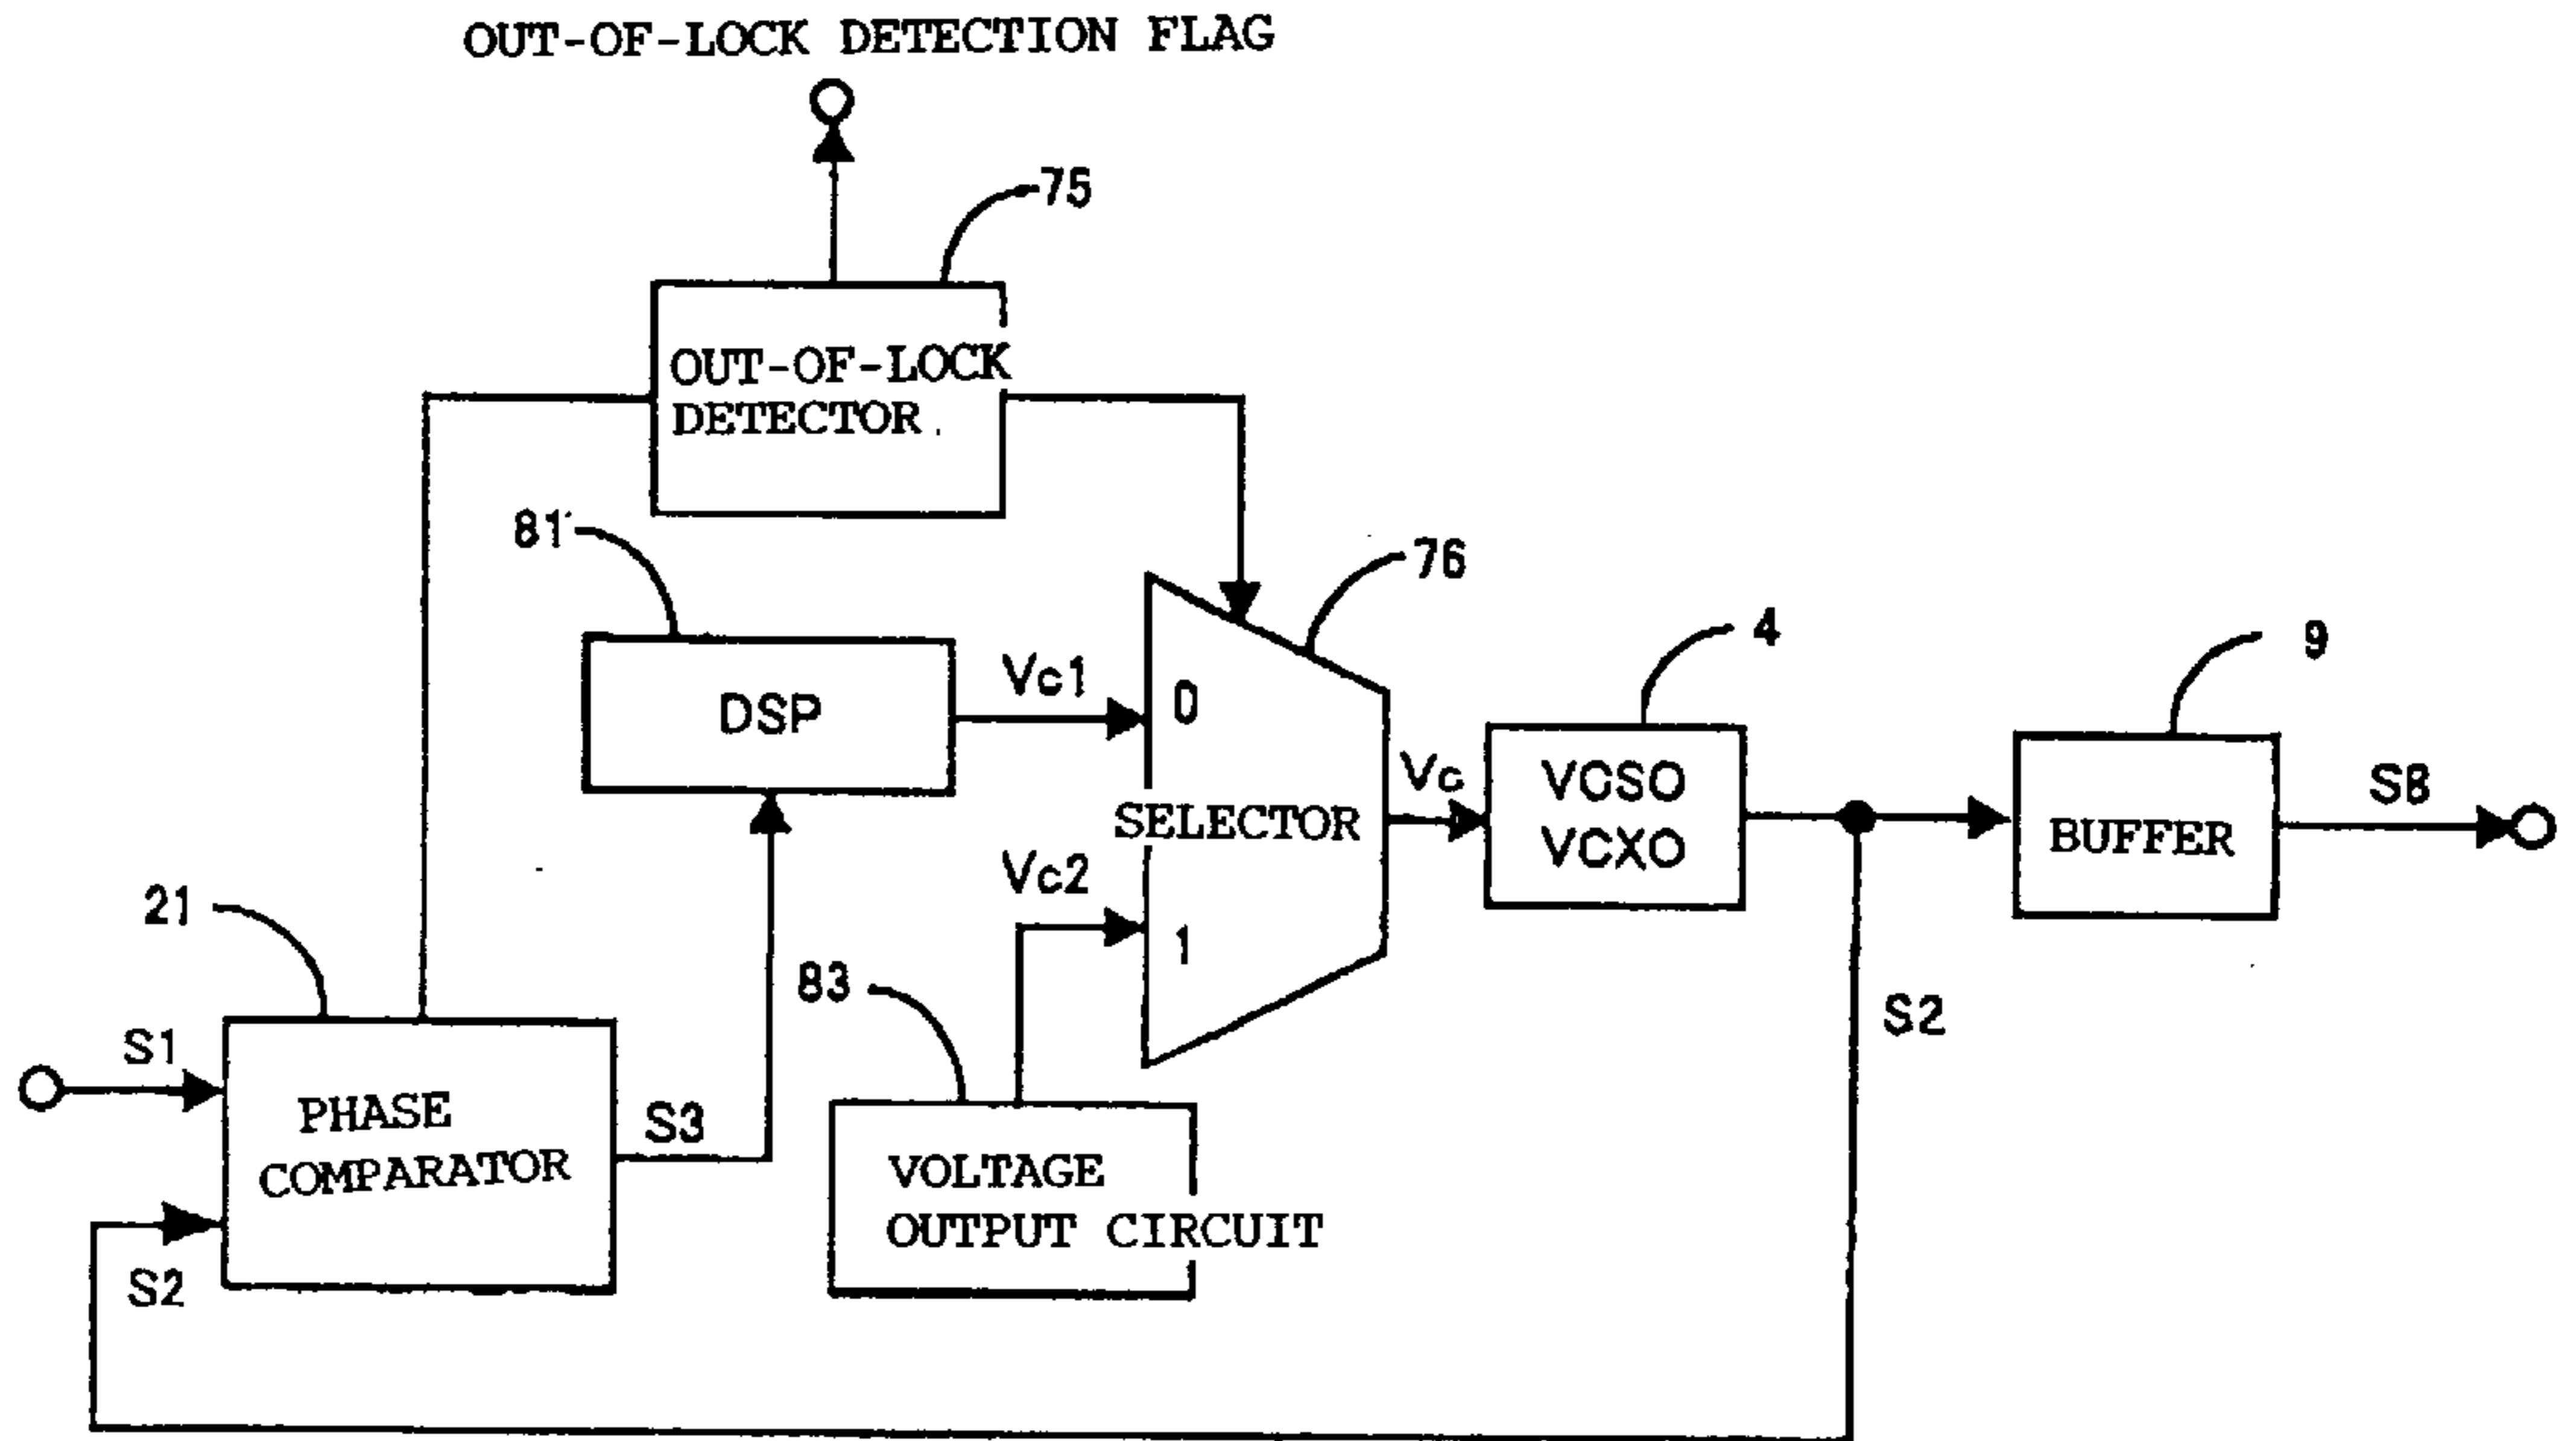 OUT-OF-LOCK DETECTION FLAG
75
OUT-OF-LOCK
DETECTOR
81
76
DSP
Vc1
0
4
9
SELECTOR
Vc
VCSO
VCXO
BUFFER
S8
Vc2
1
21
83
S2
S1
PHASE
COMPARATOR
S3
VOLTAGE
OUTPUT CIRCUIT
S2